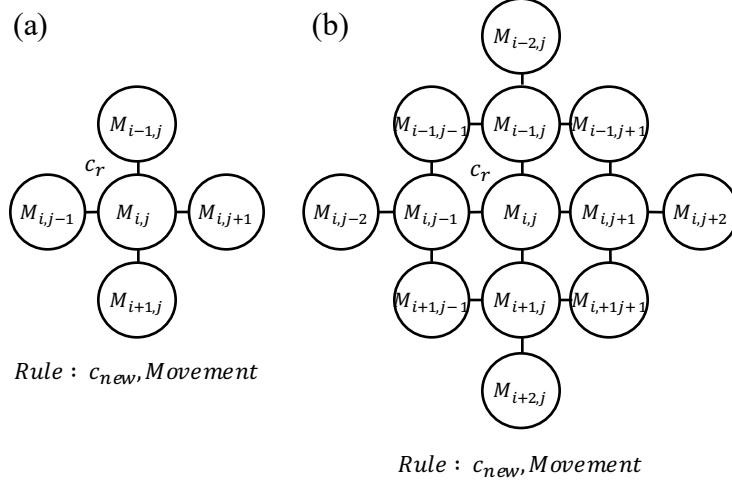 (a)
M_{i−1,j}
c_r
M_{i,j−1} M_{i,j} M_{i,j+1}
M_{i+1,j}
Rule : c_{new}, Movement
(b)
M_{i−2,j}
M_{i−1,j−1} M_{i−1,j} M_{i−1,j+1}
c_r
M_{i,j−2} M_{i,j−1} M_{i,j} M_{i,j+1} M_{i,j+2}
M_{i+1,j−1} M_{i+1,j} M_{i,+1j+1}
M_{i+2,j}
Rule : c_{new}, Movement